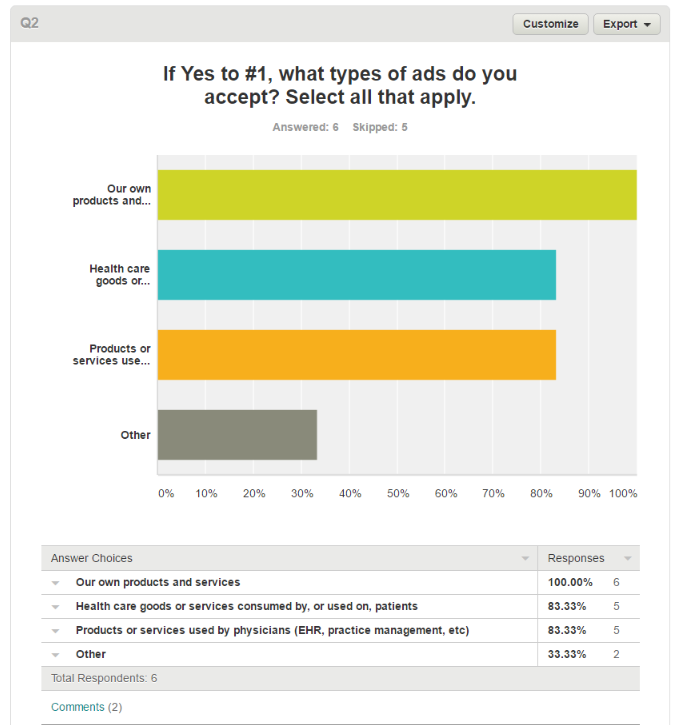 Q2
Customize
Export
If Yes to #1, what types of ads do you
accept? Select all that apply.
Answered: 6 Skipped: 5
Our own
products and...
Health care
goods or...
Products or
services use...
Other
0% 10% 20% 30% 40% 50% 60% 70% 80% 90% 100%
Answer Choices Responses
Our own products and services 100.00% 6
Health care goods or services consumed by, or used on, patients 83.33% 5
Products or services used by physicians (EHR, practice management, etc) 83.33% 5
Other 33.33% 2
Total Respondents: 6
Comments (2)